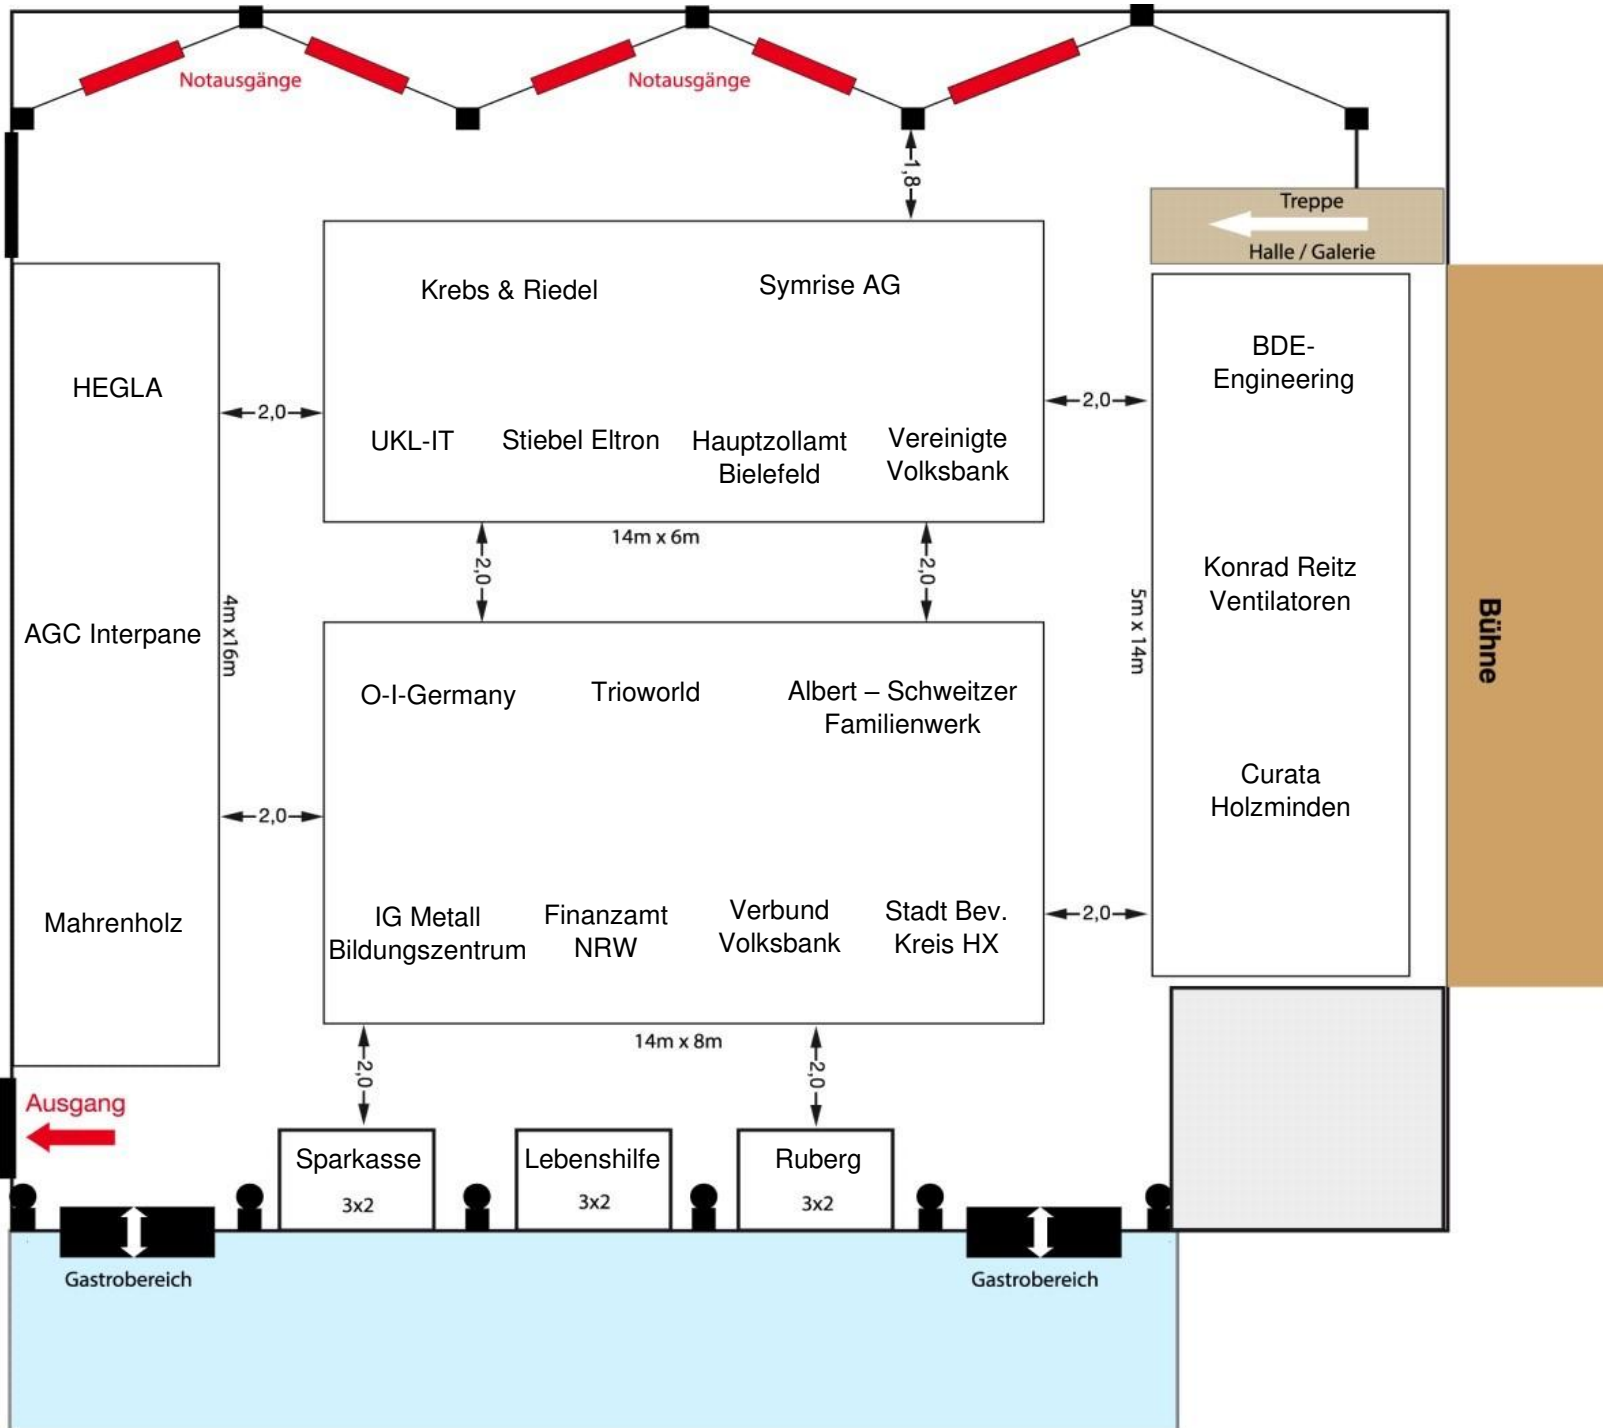 Notausgänge
Notausgänge
1,8
Treppe
Halle / Galerie
Krebs & Riedel
Symrise AG
BDE-
Engineering
HEGLA
2,0
2,0
UKL-IT
Stiebel Eltron
Hauptzollamt
Bielefeld
Vereinigte
Volksbank
14m x 6m
2,0
2,0
Konrad Reitz
Ventilatoren
AGC Interpane
4m x16m
5m x 14m
Bühne
O-I-Germany
Trioworld
Albert – Schweitzer
Familienwerk
Curata
Holzminden
2,0
Mahrenholz
IG Metall
Bildungszentrum
Finanzamt
NRW
Verbund
Volksbank
Stadt Bev.
Kreis HX
2,0
14m x 8m
2,0
2,0
Ausgang
Sparkasse
3x2
Lebenshilfe
3x2
Ruberg
3x2
Gastrobereich
Gastrobereich